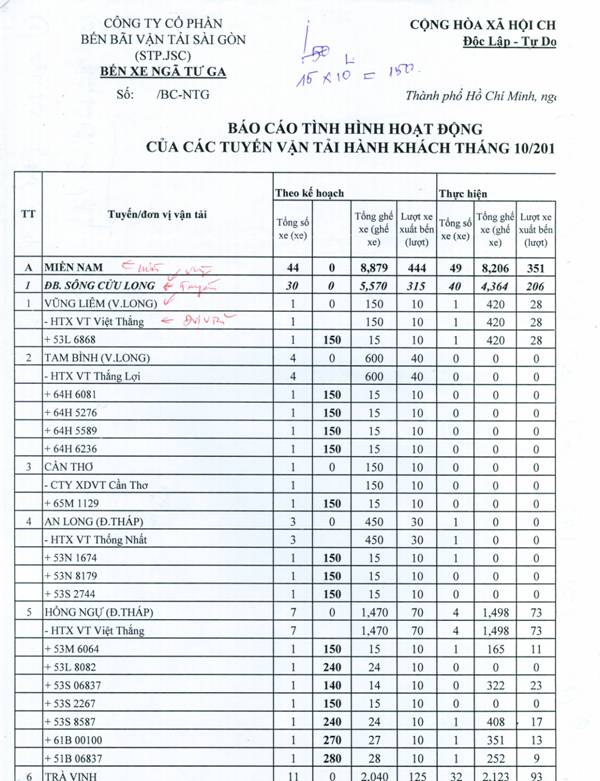 CÔNG TY CỔ PHẦN
BẾN BÃI VẬN TẢI SÀI GÒN
(STP.JSC)
BẾN XE NGÃ TƯ GA
Số: /BC-NTG
CỘNG HÒA XÃ HỘI CH
Độc Lập - Tự Do
50 L
15 x 10 = 150.
Thành phố Hồ Chí Minh, ngà
BÁO CÁO TÌNH HÌNH HOẠT ĐỘNG
CỦA CÁC TUYẾN VẬN TẢI HÀNH KHÁCH THÁNG 10/201
TT Tuyến/đơn vị vận tải Theo kế hoạch Thực hiện
Tổng số xe (xe) Tổng ghế xe (ghế xe) Lượt xe xuất bến (lượt) Tổng số xe (xe) Tổng ghế xe (ghế xe) Lượt xe xuất bến (lượt)
A MIỀN NAM 44 0 8,879 444 49 8,206 351
1 ĐB. SÔNG CỬU LONG 30 0 5,570 315 40 4,364 206
1 VŨNG LIÊM (V.LONG) 1 0 150 10 1 420 28
- HTX VT Việt Thắng 1 150 10 1 420 28
+ 53L 6868 1 150 15 10 1 420 28
2 TAM BÌNH (V.LONG) 4 0 600 40 0 0 0
- HTX VT Thắng Lợi 4 600 40 0 0 0
+ 64H 6081 1 150 15 10 0 0 0
+ 64H 5276 1 150 15 10 0 0 0
+ 64H 5589 1 150 15 10 0 0 0
+ 64H 6236 1 150 15 10 0 0 0
3 CẦN THƠ 1 0 150 10 0 0 0
- CTY XDVT Cần Thơ 1 150 10 0 0 0
+ 65M 1129 1 150 15 10 0 0 0
4 AN LONG (Đ.THÁP) 3 0 450 30 1 0 0
- HTX VT Thống Nhất 3 450 30 1 0 0
+ 53N 1674 1 150 15 10 1 0 0
+ 53N 8179 1 150 15 10 0 0 0
+ 53S 2744 1 150 15 10 0 0 0
5 HỒNG NGỰ (Đ.THÁP) 7 0 1,470 70 4 1,498 73
- HTX VT Việt Thắng 7 1,470 70 4 1,498 73
+ 53M 6064 1 150 15 10 1 165 11
+ 53L 8082 1 240 24 10 0 0 0
+ 53S 06837 1 140 14 10 0 322 23
+ 53S 2267 1 150 15 10 0 0 0
+ 53S 8587 1 240 24 10 1 408 17
+ 61B 00100 1 270 27 10 1 351 13
+ 51B 06837 1 280 28 10 1 252 9
6 TRÀ VINH 11 0 2,040 125 32 2,123 93